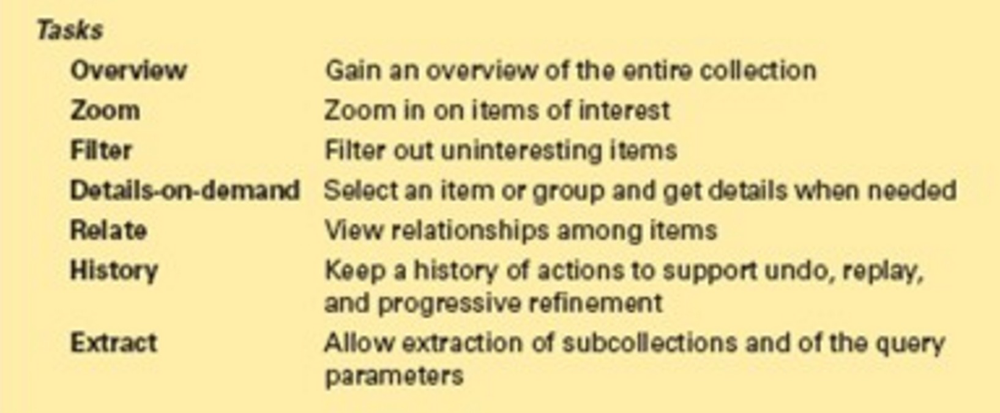 Tasks
Overview Gain an overview of the entire collection
Zoom Zoom in on items of interest
Filter Filter out uninteresting items
Details-on-demand Select an item or group and get details when needed
Relate View relationships among items
History Keep a history of actions to support undo, replay,
and progressive refinement
Extract Allow extraction of subcollections and of the query
parameters